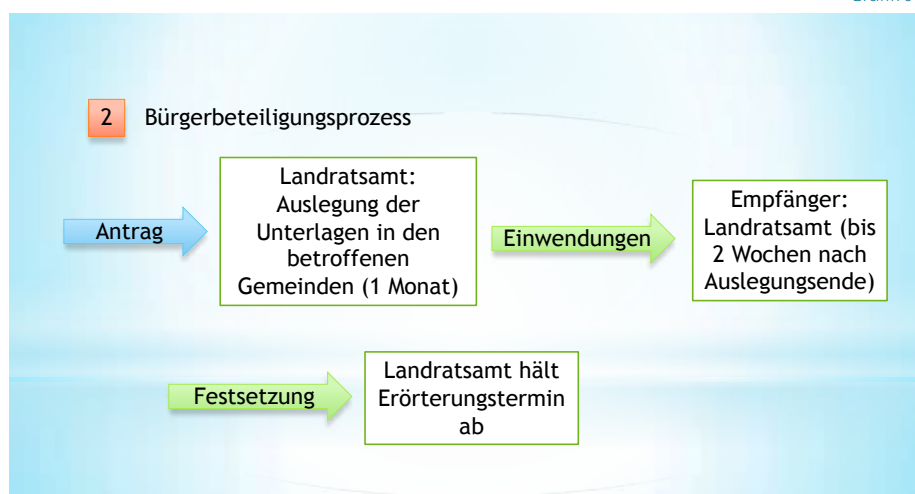 2 Bürgerbeteiligungsprozess
Antrag
Landratsamt:
Auslegung der
Unterlagen in den
betroffenen
Gemeinden (1 Monat)
Einwendungen
Empfänger:
Landratsamt (bis
2 Wochen nach
Auslegungsende)
Festsetzung
Landratsamt hält
Erörterungstermin
ab